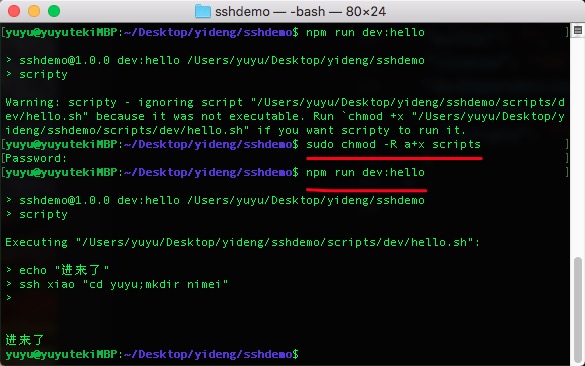 sshdemo — -bash — 80×24
[yuyu@yuyutekiMBP:~/Desktop/yideng/sshdemo$ npm run dev:hello ]
> sshdemo@1.0.0 dev:hello /Users/yuyu/Desktop/yideng/sshdemo
> scripty
Warning: scripty - ignoring script "/Users/yuyu/Desktop/yideng/sshdemo/scripts/d
ev/hello.sh" because it was not executable. Run `chmod +x "/Users/yuyu/Desktop/y
ideng/sshdemo/scripts/dev/hello.sh" if you want scripty to run it.
[yuyu@yuyutekiMBP:~/Desktop/yideng/sshdemo$ sudo chmod -R a+x scripts ]
[Password: ]
[yuyu@yuyutekiMBP:~/Desktop/yideng/sshdemo$ npm run dev:hello ]
> sshdemo@1.0.0 dev:hello /Users/yuyu/Desktop/yideng/sshdemo
> scripty
Executing "/Users/yuyu/Desktop/yideng/sshdemo/scripts/dev/hello.sh":
> echo "进来了"
> ssh xiao "cd yuyu;mkdir nimei"
>
进来了
yuyu@yuyutekiMBP:~/Desktop/yideng/sshdemo$